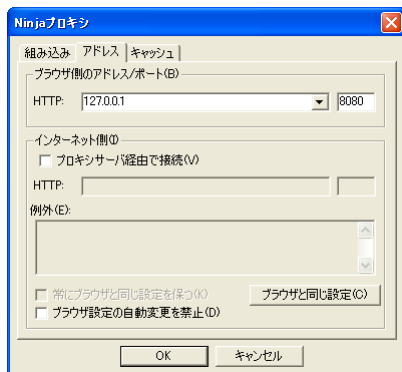 Ninjaプロキシ
組み込み アドレス キャッシュ
ブラウザ側のアドレス/ポート(B)
HTTP: 127.0.0.1 8080
インターネット側(I)
プロキシサーバ経由で接続(V)
HTTP:
例外(E):
常にブラウザと同じ設定を保つ(K) ブラウザと同じ設定(C)
ブラウザ設定の自動変更を禁止(D)
OK キャンセル